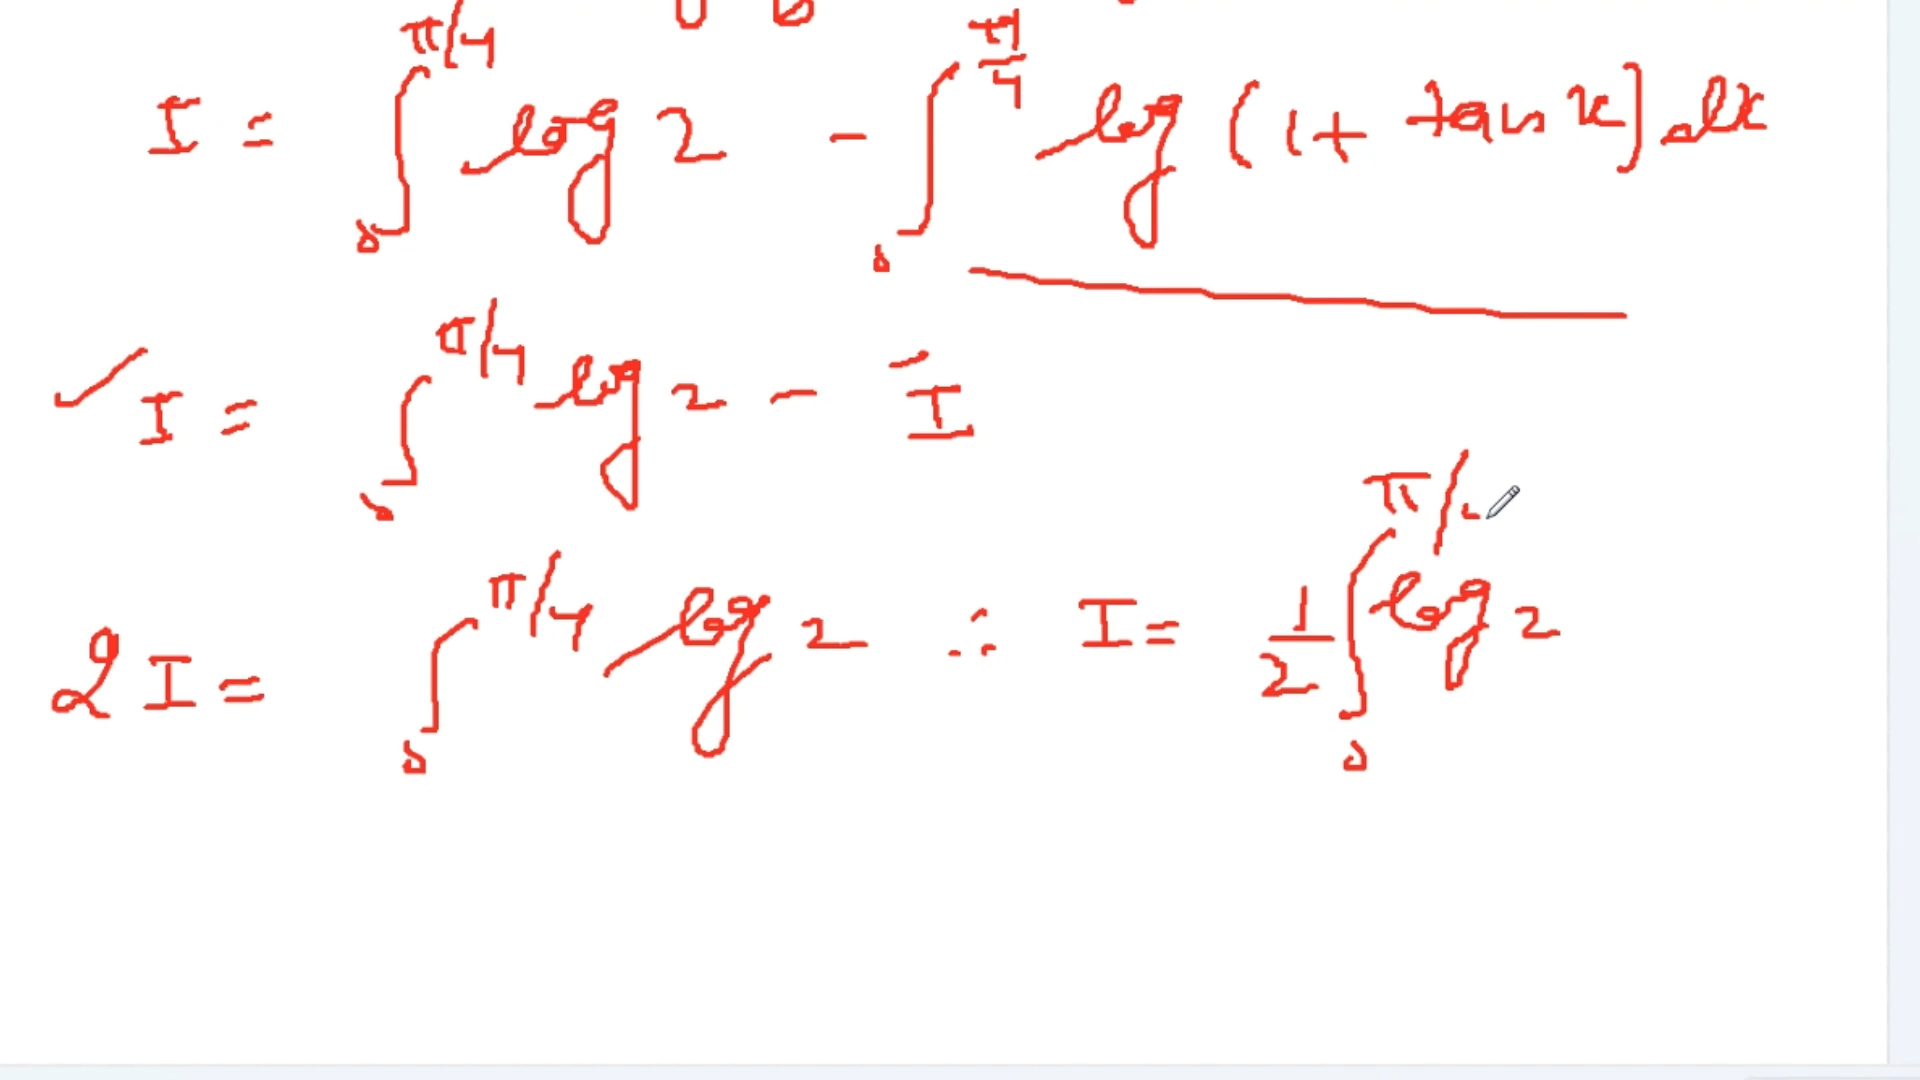 I = ∫₀^{π/4} log 2 - ∫₀^{π/4} log (1 + tan x) dx
I = ∫₀^{π/4} log 2 - I
2I = ∫₀^{π/4} log 2 ∴ I = 1/2 ∫₀^{π/} log 2